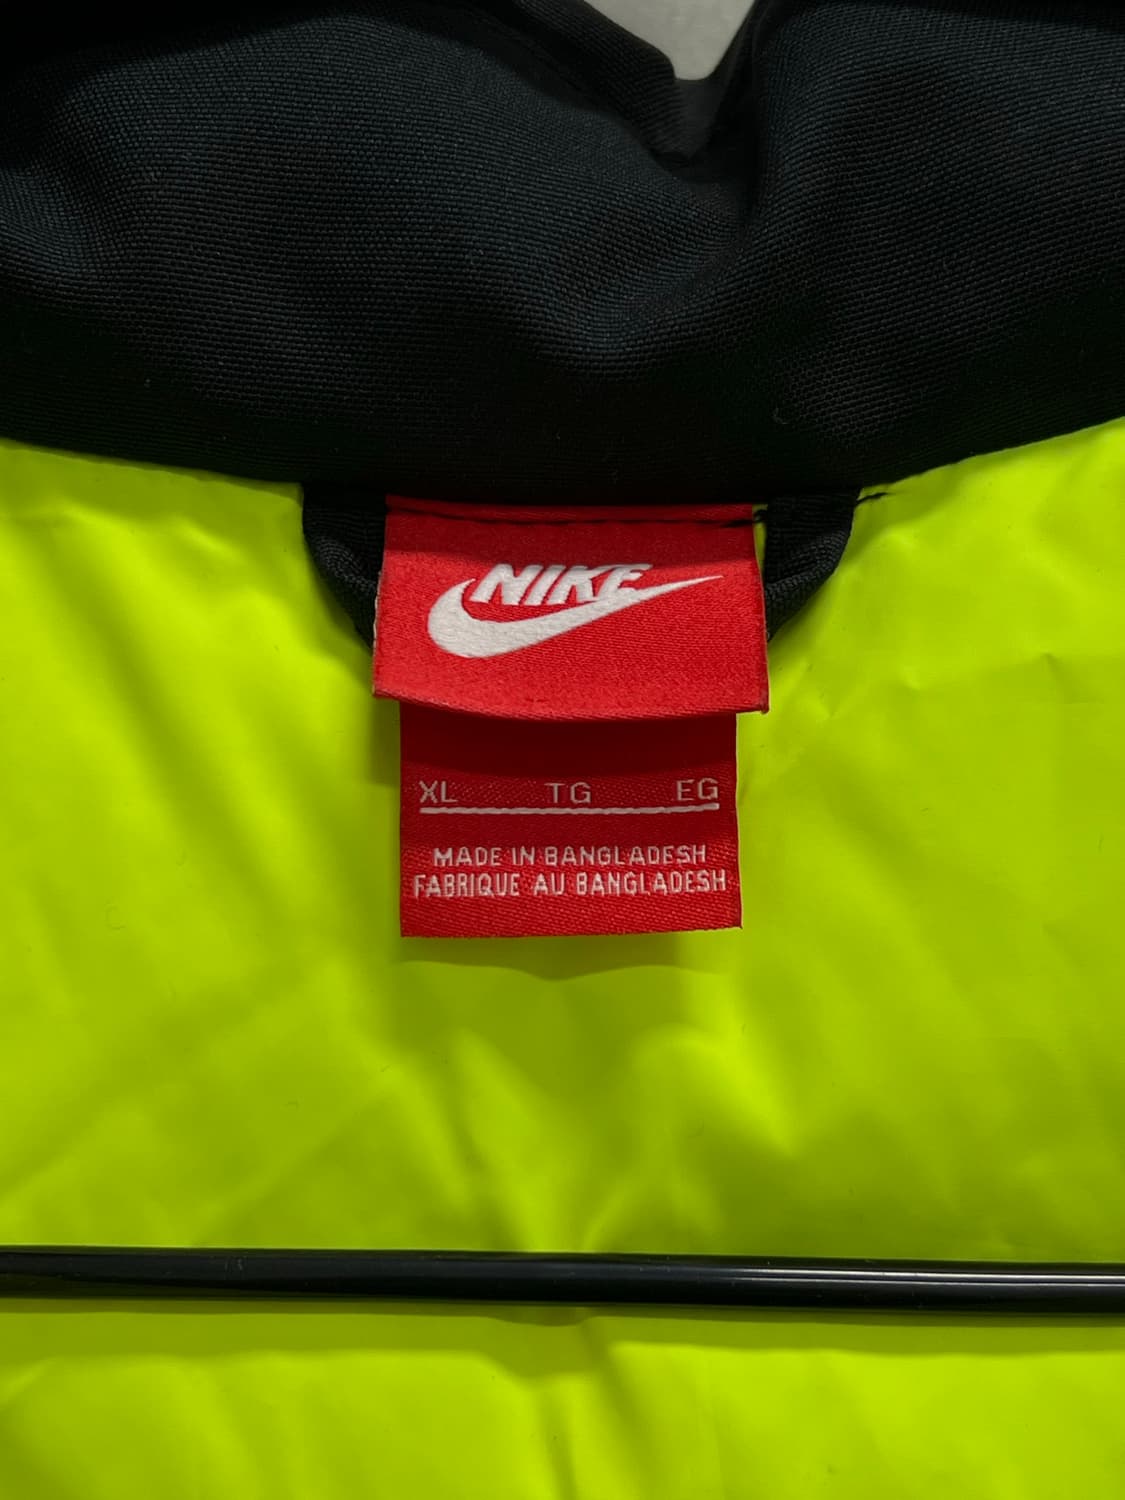 NIKE
XL TG EG
MADE IN BANGLADESH
FABRIQUE AU BANGLADESH